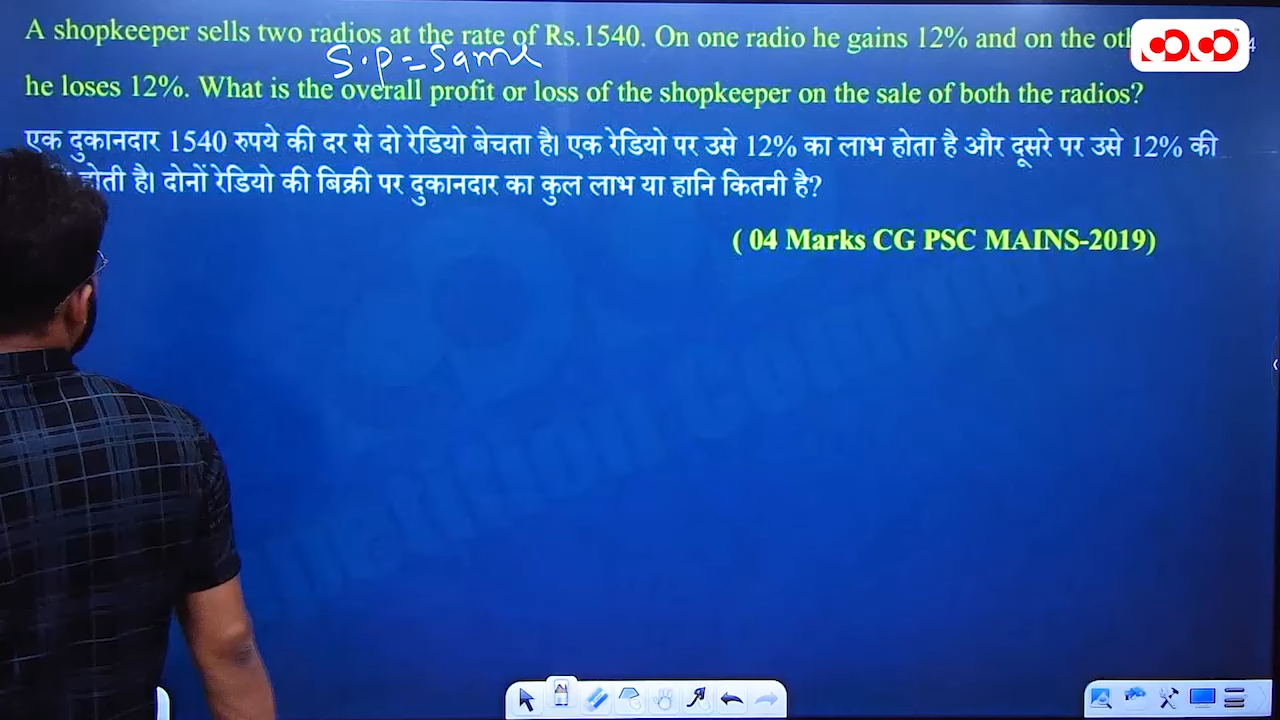 A shopkeeper sells two radios at the rate of Rs.1540. On one radio he gains 12% and on the
S.P = Same
he loses 12%. What is the overall profit or loss of the shopkeeper on the sale of both the radios?
एक दुकानदार 1540 रुपये की दर से दो रेडियो बेचता है। एक रेडियो पर उसे 12% का लाभ होता है और दूसरे पर उसे 12% की
होती है। दोनों रेडियो की बिक्री पर दुकानदार का कुल लाभ या हानि कितनी है?
( 04 Marks CG PSC MAINS-2019)